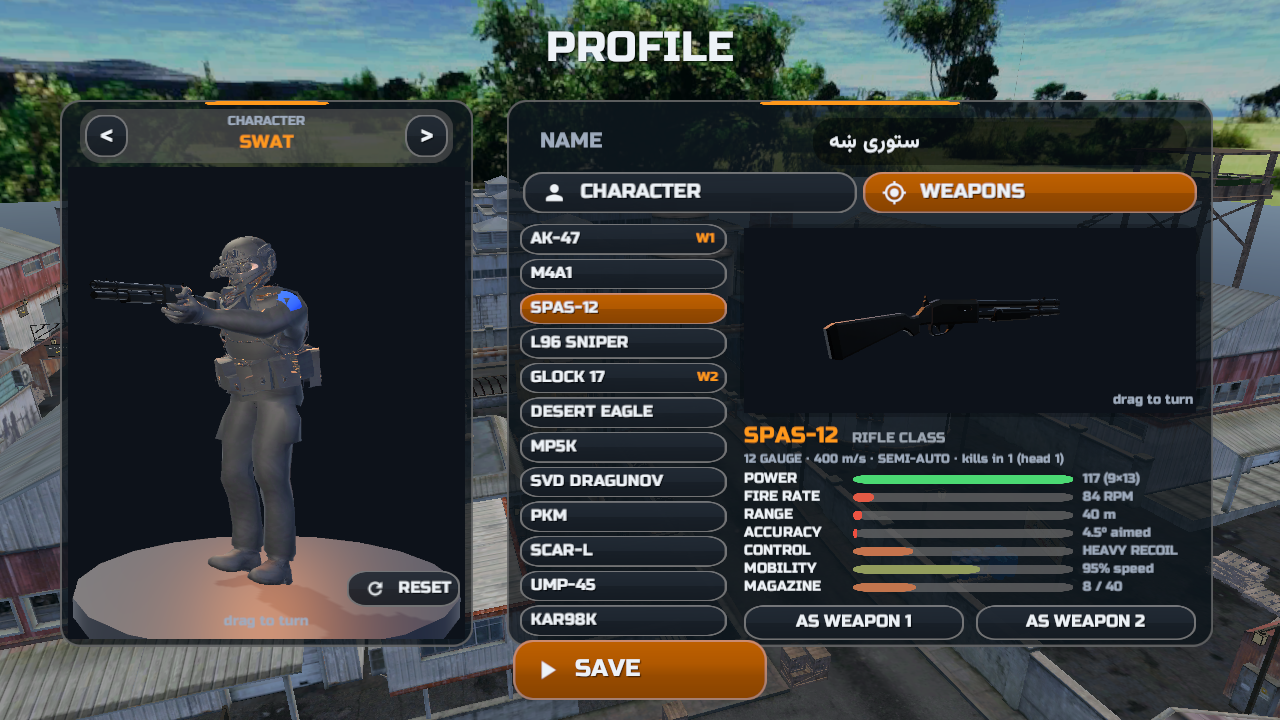 PROFILE
CHARACTER
SWAT
<
>
drag to turn
RESET
NAME
ستوری ښه
CHARACTER
WEAPONS
AK-47 W1
M4A1
SPAS-12
L96 SNIPER
GLOCK 17 W2
DESERT EAGLE
MP5K
SVD DRAGUNOV
PKM
SCAR-L
UMP-45
KAR98K
drag to turn
SPAS-12 RIFLE CLASS
12 GAUGE · 400 m/s · SEMI-AUTO · kills in 1 (head 1)
POWER 117 (9×13)
FIRE RATE 84 RPM
RANGE 40 m
ACCURACY 4.5° aimed
CONTROL HEAVY RECOIL
MOBILITY 95% speed
MAGAZINE 8 / 40
AS WEAPON 1
AS WEAPON 2
SAVE